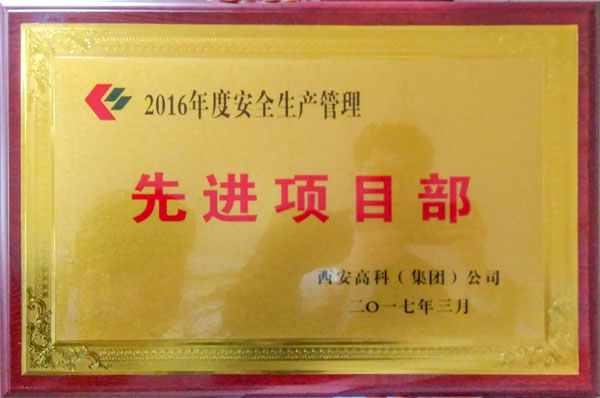 2016年度安全生产管理
先进项目部
西安高科（集团）公司
二〇一七年三月